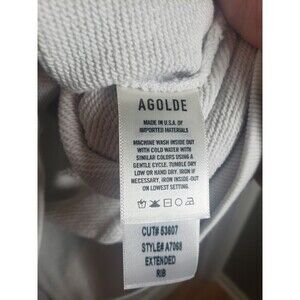 AGOLDE
MADE IN U.S.A. OF
IMPORTED MATERIALS
MACHINE WASH INSIDE OUT
WITH COLD WATER WITH
SIMILAR COLORS USING A
GENTLE CYCLE. TUMBLE DRY
LOW OR HAND DRY. IRON IF
NECESSARY, IRON INSIDE-OUT
ON LOWEST SETTING.
CUT# 53607
STYLE# A7068
EXTENDED
RIB